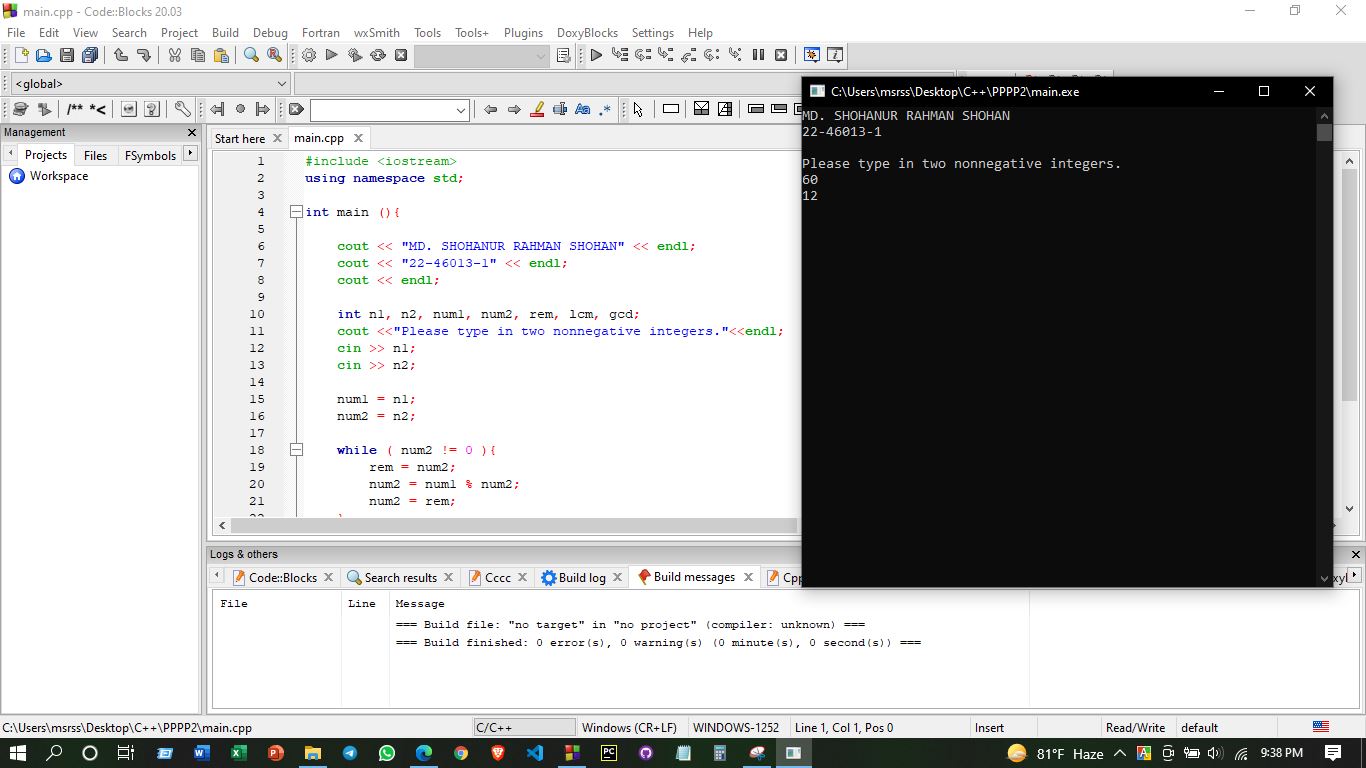 main.cpp - Code::Blocks 20.03
File Edit View Search Project Build Debug Fortran wxSmith Tools Tools+ Plugins DoxyBlocks Settings Help
<global>
/** *<
Aa .*
Management
Projects Files FSymbols
Workspace
Start here main.cpp
1 #include <iostream>
2 using namespace std;
3
4 int main (){
5
6 cout << "MD. SHOHANUR RAHMAN SHOHAN" << endl;
7 cout << "22-46013-1" << endl;
8 cout << endl;
9
10 int n1, n2, num1, num2, rem, lcm, gcd;
11 cout <<"Please type in two nonnegative integers."<<endl;
12 cin >> n1;
13 cin >> n2;
14
15 num1 = n1;
16 num2 = n2;
17
18 while ( num2 != 0 ){
19 rem = num2;
20 num2 = num1 % num2;
21 num2 = rem;
C:\Users\msrss\Desktop\C++\PPPP2\main.exe
MD. SHOHANUR RAHMAN SHOHAN
22-46013-1
Please type in two nonnegative integers.
60
12
Logs & others
Code::Blocks Search results Cccc Build log Build messages
File Line Message
=== Build file: "no target" in "no project" (compiler: unknown) ===
=== Build finished: 0 error(s), 0 warning(s) (0 minute(s), 0 second(s)) ===
C:\Users\msrss\Desktop\C++\PPPP2\main.cpp C/C++ Windows (CR+LF) WINDOWS-1252 Line 1, Col 1, Pos 0 Insert Read/Write default
81°F Haze 9:38 PM